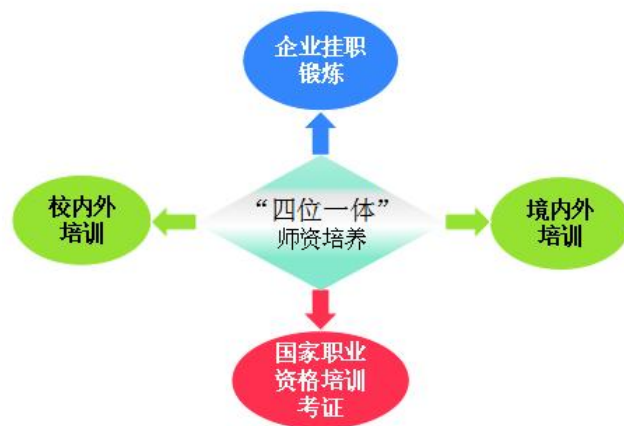 企业挂职
锻炼
校内外
培训
“四位一体”
师资培养
境内外
培训
国家职业
资格培训
考证